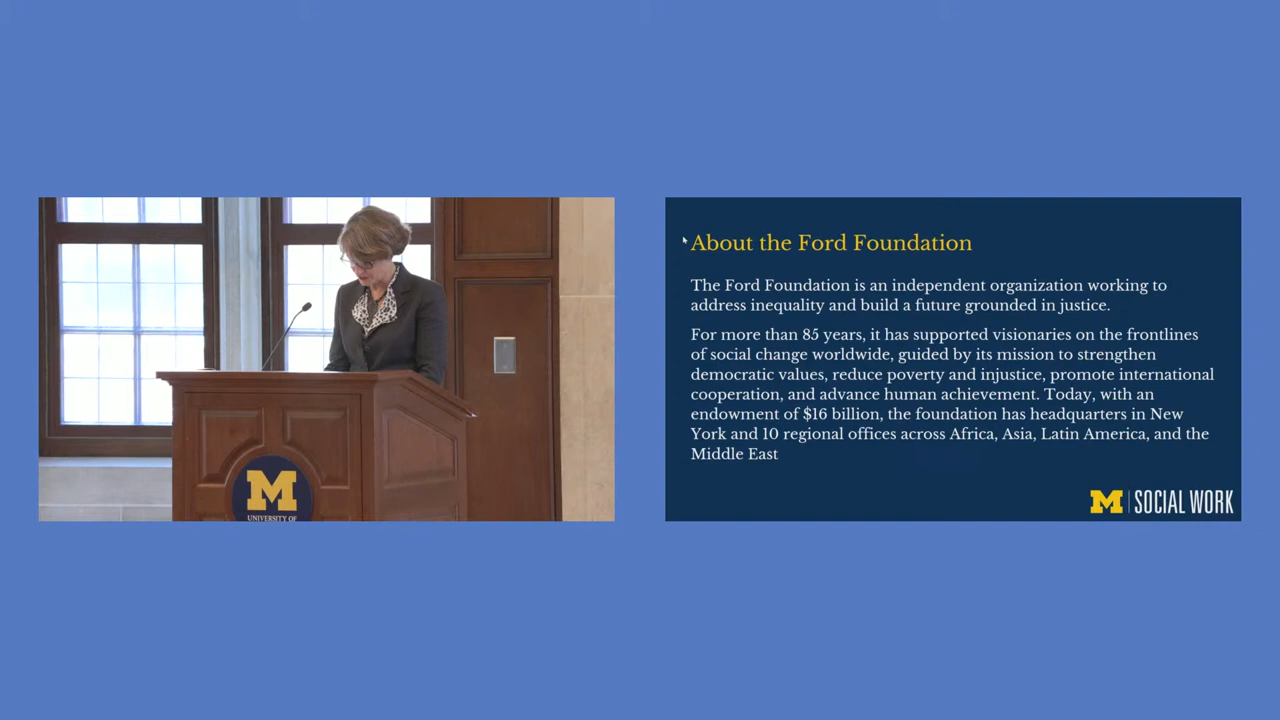 About the Ford Foundation
The Ford Foundation is an independent organization working to
address inequality and build a future grounded in justice.
For more than 85 years, it has supported visionaries on the frontlines
of social change worldwide, guided by its mission to strengthen
democratic values, reduce poverty and injustice, promote international
cooperation, and advance human achievement. Today, with an
endowment of $16 billion, the foundation has headquarters in New
York and 10 regional offices across Africa, Asia, Latin America, and the
Middle East
M SOCIAL WORK
M
UNIVERSITY OF